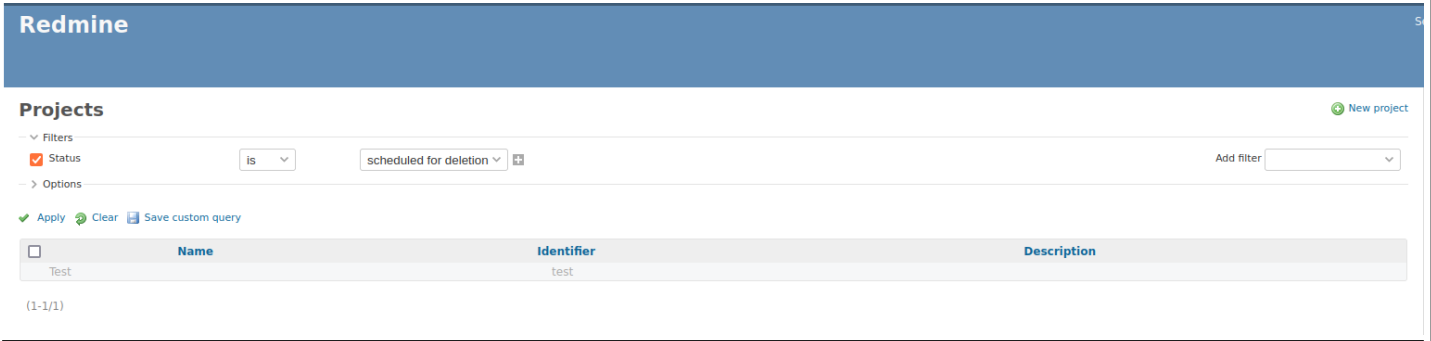 Redmine
Projects
New project
Filters
Status is scheduled for deletion Add filter
Options
Apply Clear Save custom query
Name Identifier Description
Test test
(1-1/1)